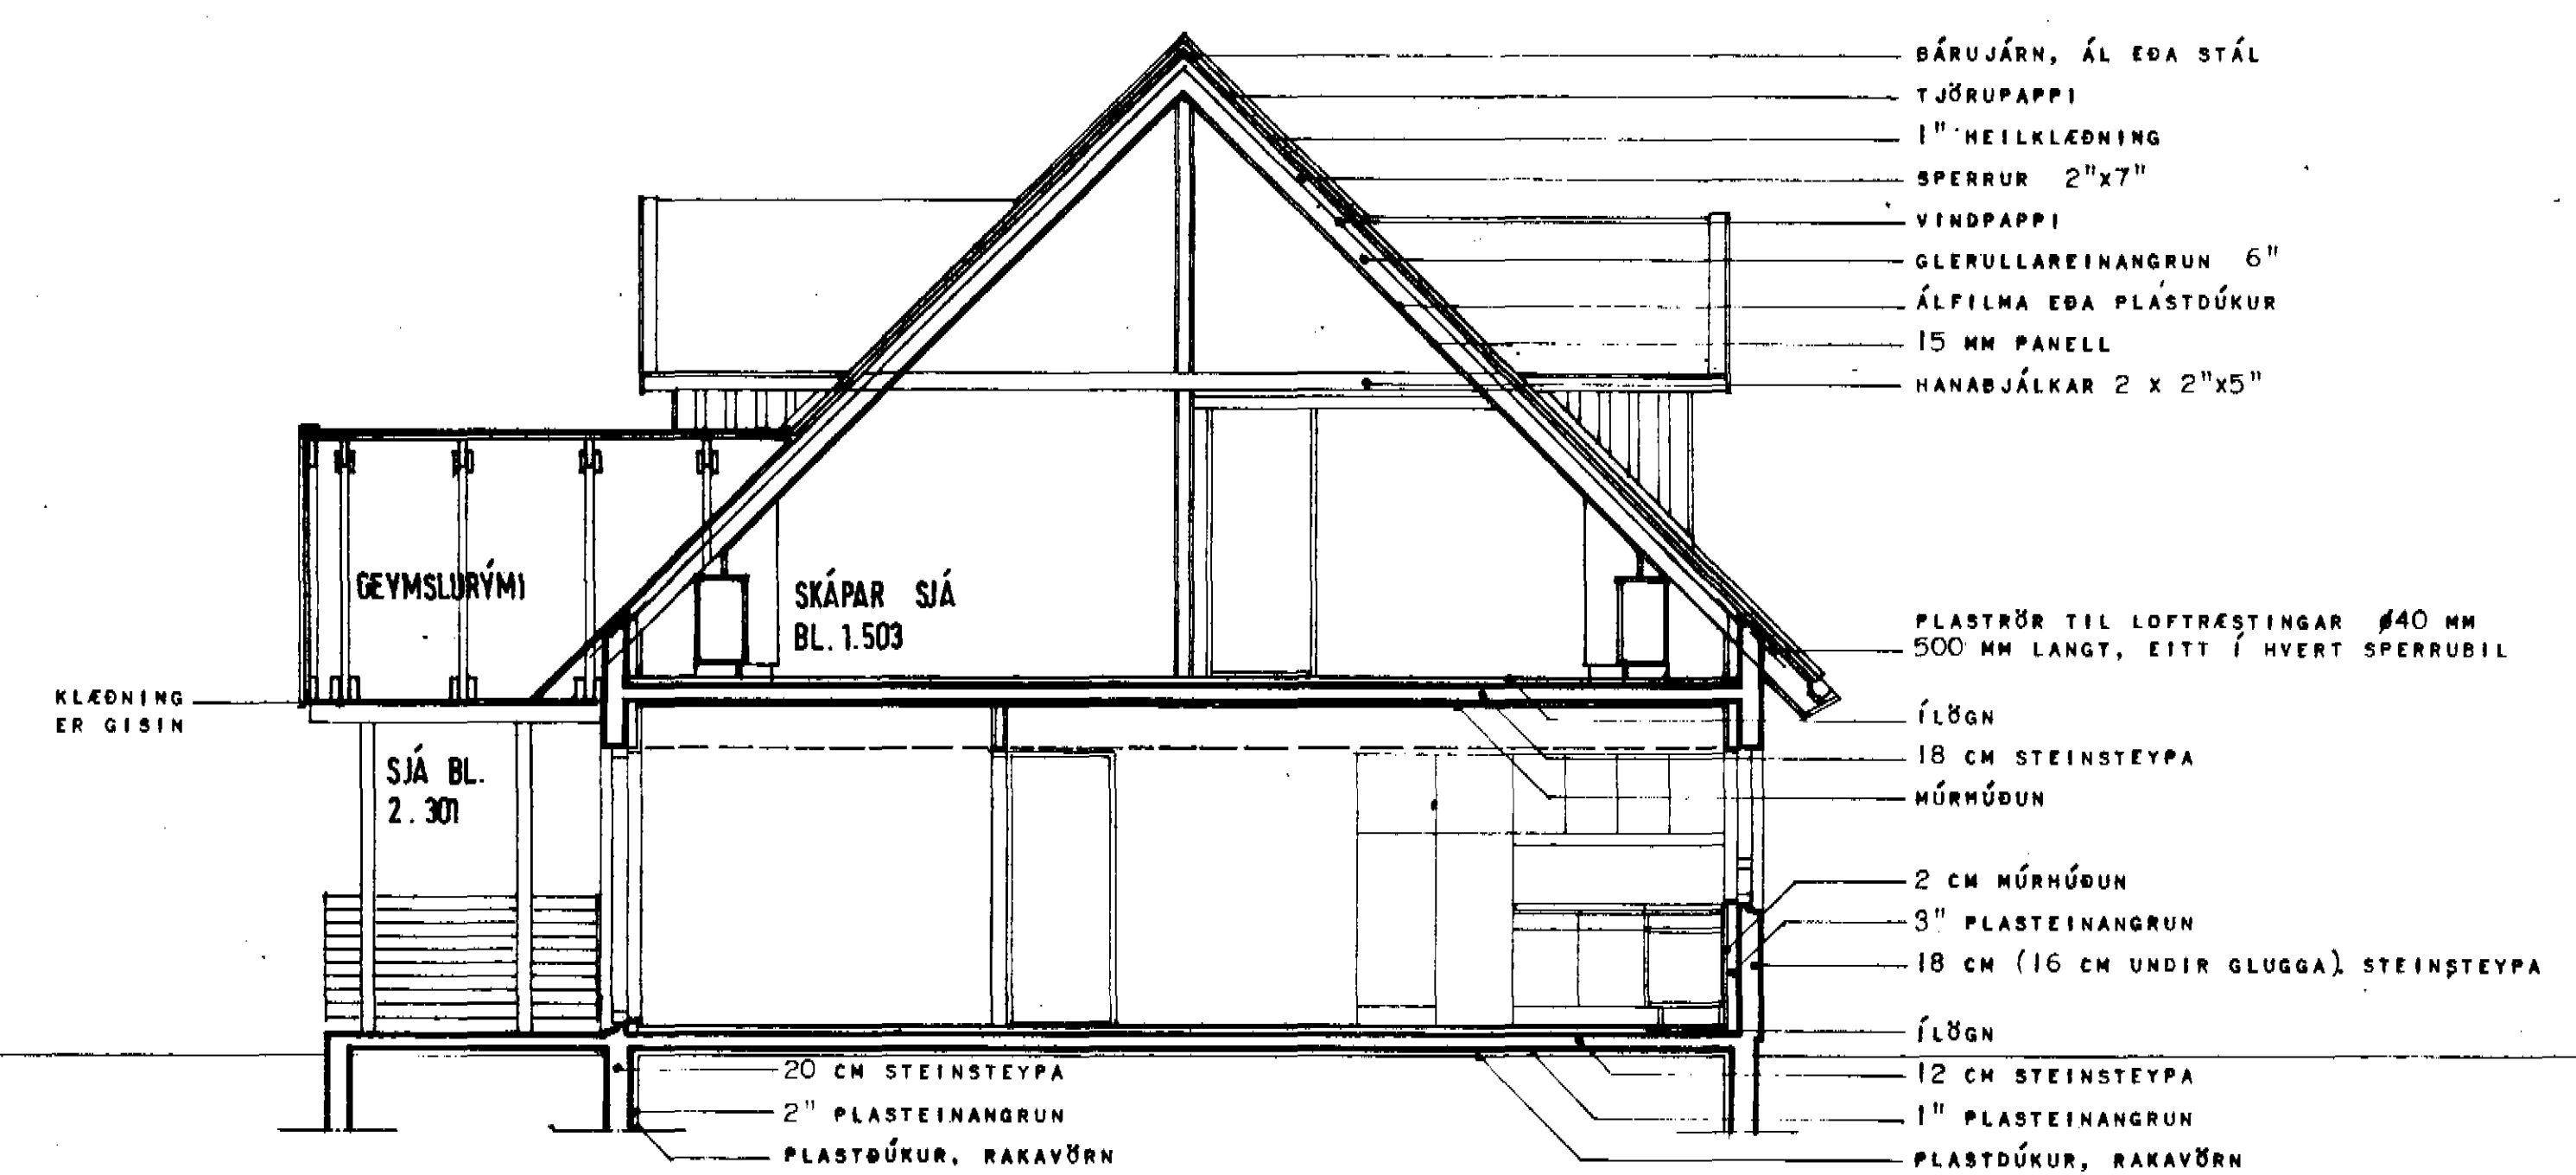 BÁRUJÁRN, ÁL EÐA STÁL
TJÖRUPAPPI
1" HEILKLÆÐNING
SPERRUR 2"x7"
VINDPAPPI
GLERULLAREINANGRUN 6"
ÁLFILMA EÐA PLASTDÚKUR
15 MM PANELL
HANABJÁLKAR 2 X 2"x5"
GEYMSLURÝMI
SKÁPAR SJÁ
BL. 1.503
PLASTRÖR TIL LOFTRÆSTINGAR ø40 MM
500 MM LANGT, EITT Í HVERT SPERRUBIL
KLÆÐNING
ER GISIN
ÍLÖGN
18 CM STEINSTEYPA
MÚRHÚÐUN
SJÁ BL.
2.301
2 CM MÚRHÚÐUN
3" PLASTEINANGRUN
18 CM (16 CM UNDIR GLUGGA) STEINSTEYPA
ÍLÖGN
12 CM STEINSTEYPA
1" PLASTEINANGRUN
PLASTDÚKUR, RAKAVÖRN
20 CM STEINSTEYPA
2" PLASTEINANGRUN
PLASTDÚKUR, RAKAVÖRN